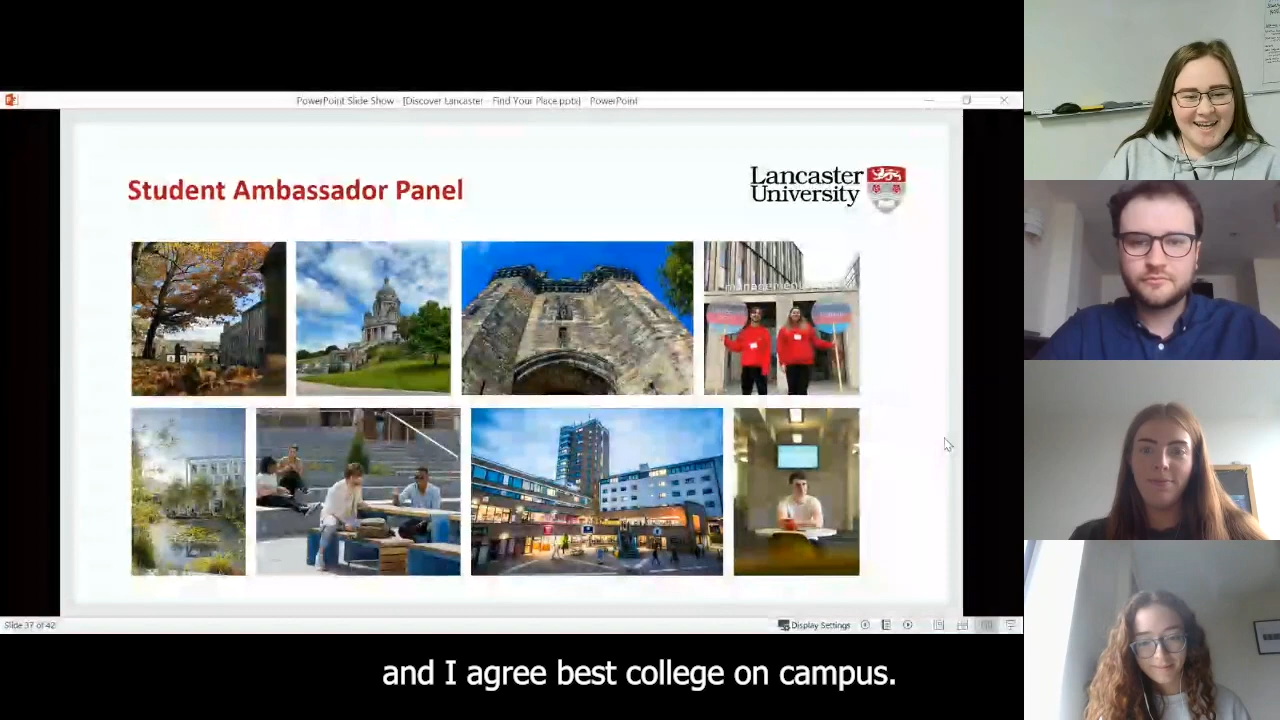 PowerPoint Slide Show - [Discover Lancaster - Find Your Place.pptx] - PowerPoint
Student Ambassador Panel
Lancaster
University
management
Slide 37 of 42
Display Settings
and I agree best college on campus.